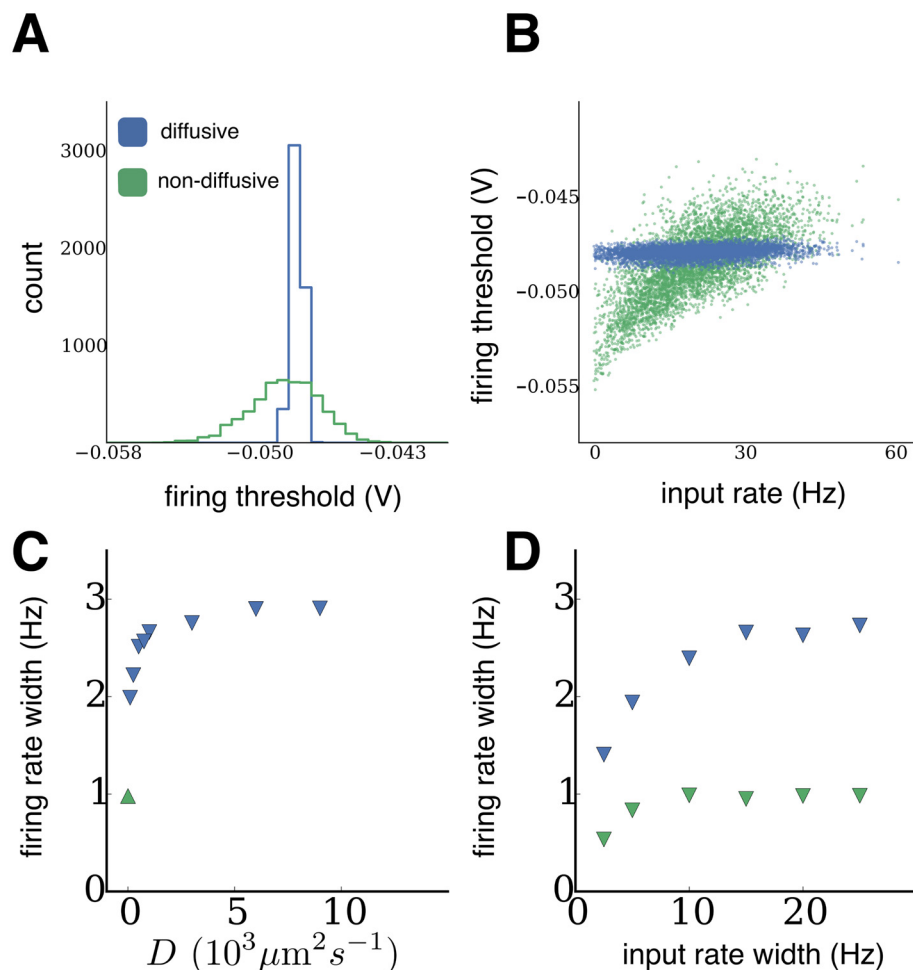 A
diffusive
non-diffusive
3000
2000
1000
count
−0.058
−0.050
−0.043
firing threshold (V)
B
−0.045
−0.050
−0.055
firing threshold (V)
0
30
60
input rate (Hz)
C
3
2
1
0
firing rate width (Hz)
0
5
10
D (10³μm²s⁻¹)
D
3
2
1
0
firing rate width (Hz)
0
10
20
input rate width (Hz)